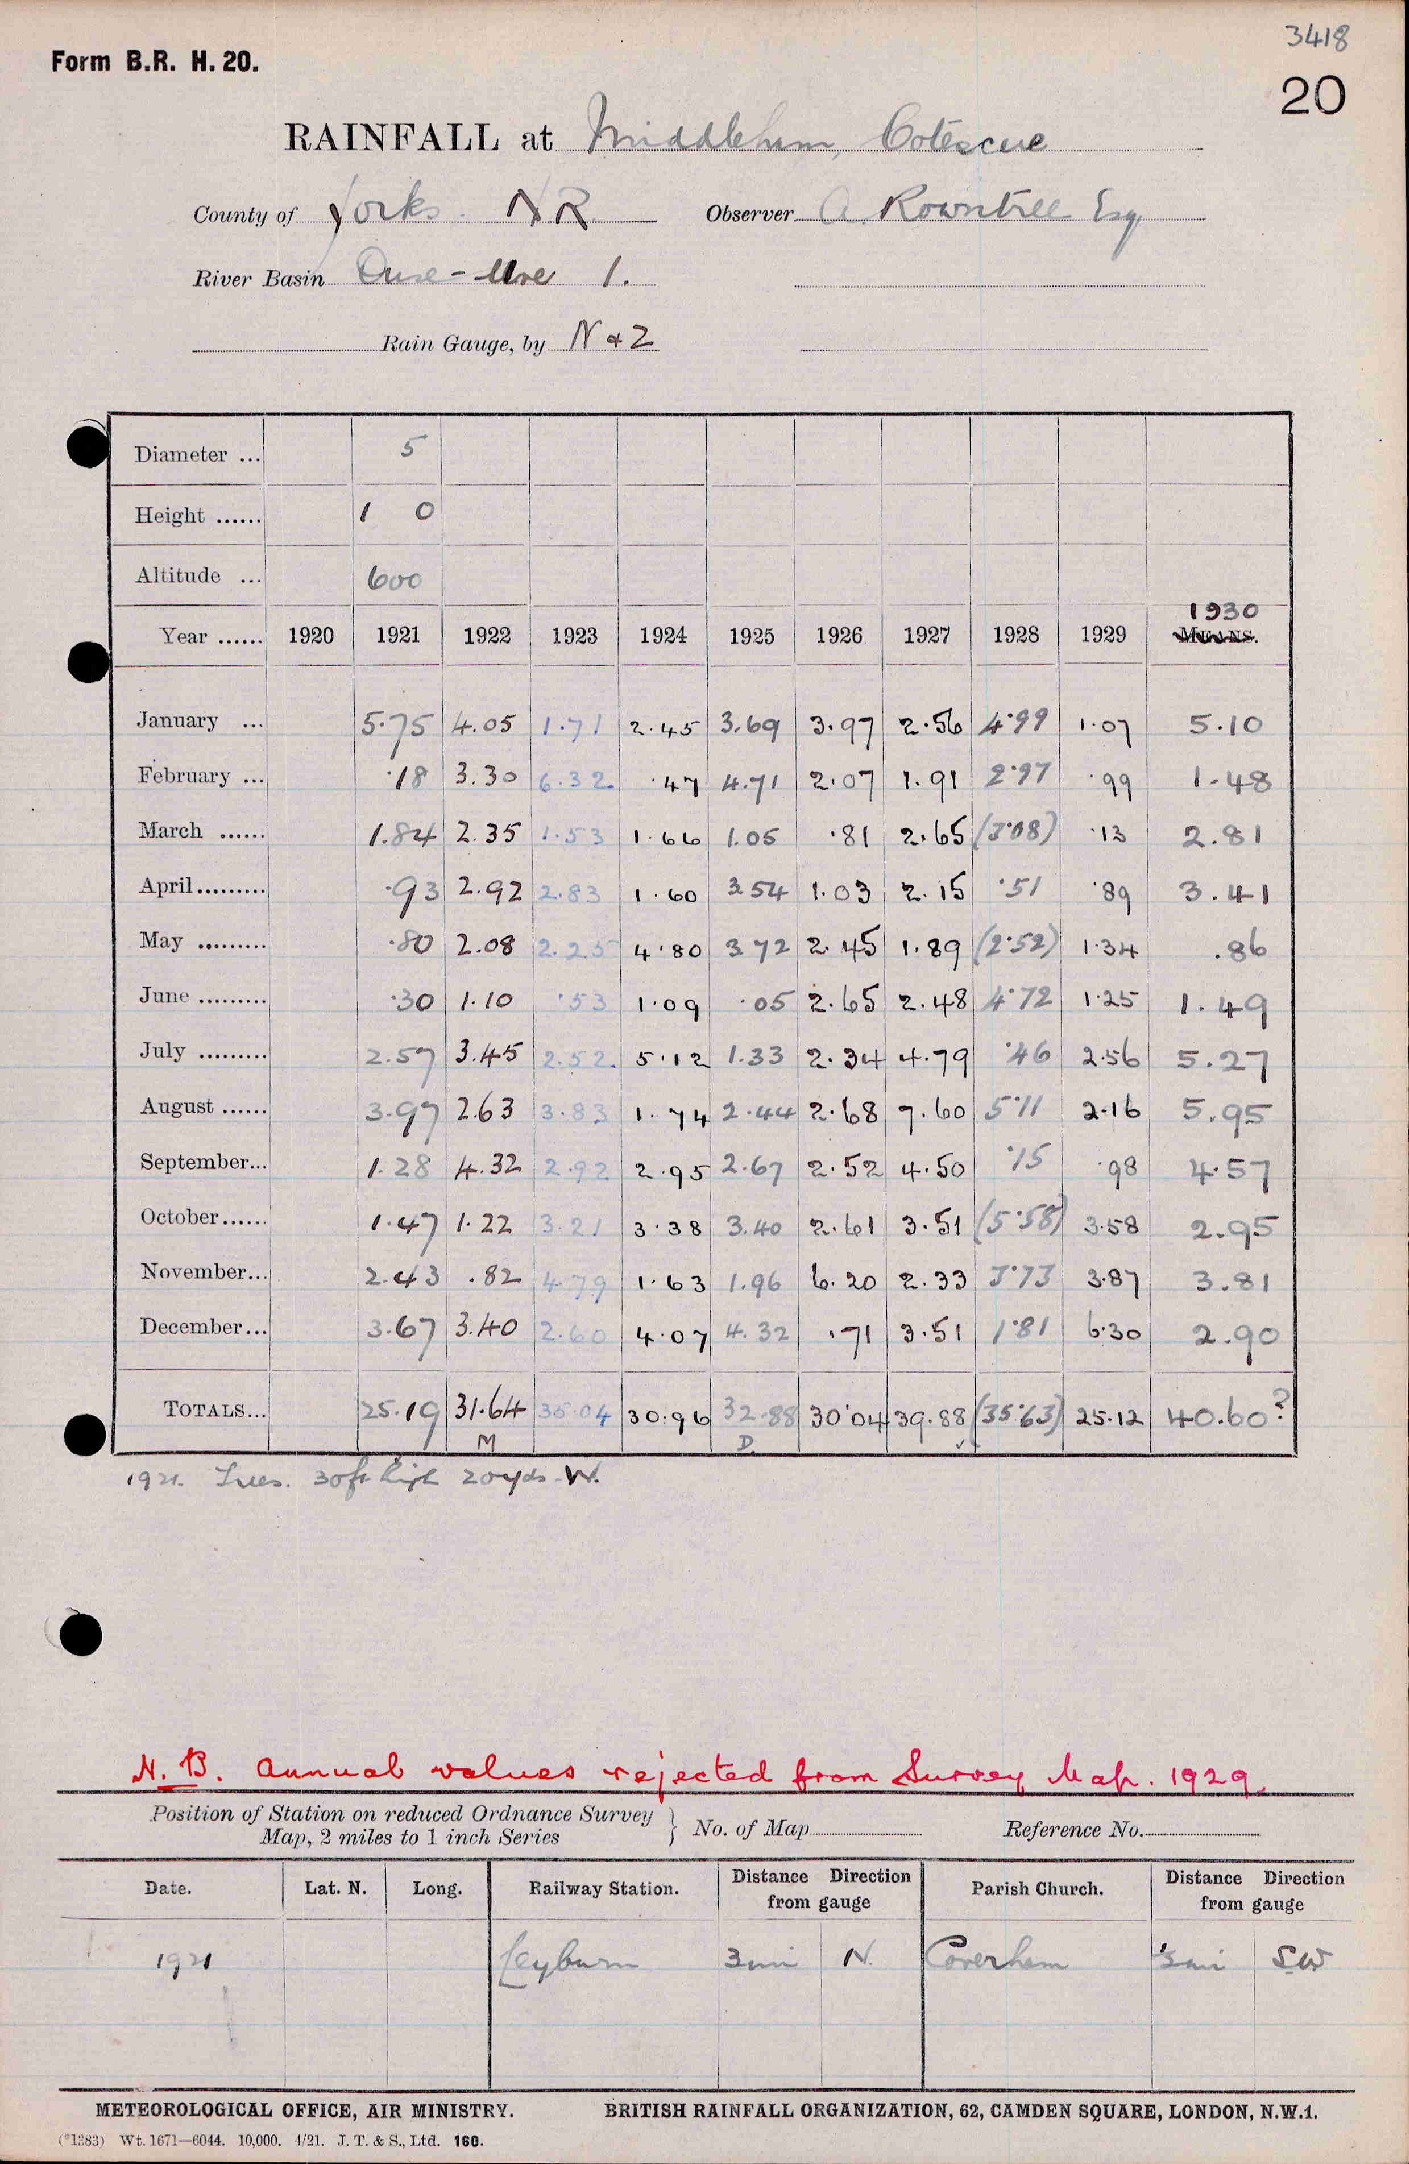 3418
Form B.R. H. 20.
20
RAINFALL at Middleham, Cotescue
County of Yorks. NR Observer A. Rowntree Esq
River Basin Ouse - Ure 1.
Rain Gauge, by N & Z
Diameter ... 5
Height ...... 1 0
Altitude ... 600
1930
Year ...... 1920 1921 1922 1923 1924 1925 1926 1927 1928 1929 MEANS.
January ... 5.75 4.05 1.71 2.45 3.69 3.97 2.56 4.99 1.07 5.10
February ... .18 3.30 6.32 .47 4.71 2.07 1.91 2.97 .99 1.48
March ...... 1.84 2.35 1.53 1.66 1.05 .81 2.65 (3.08) .13 2.81
April ......... .93 2.92 2.83 1.60 3.54 1.03 2.15 .51 .89 3.41
May ......... .80 2.08 2.25 4.80 3.72 2.45 1.89 (2.52) 1.34 .86
June ......... .30 1.10 .53 1.09 .05 2.65 2.48 4.72 1.25 1.49
July ......... 2.57 3.45 2.52 5.12 1.33 2.34 4.79 .46 2.56 5.27
August ...... 3.97 2.63 3.83 1.74 2.44 2.68 7.60 5.11 2.16 5.95
September... 1.28 4.32 2.92 2.95 2.67 2.52 4.50 .15 .98 4.57
October...... 1.47 1.22 3.21 3.38 3.40 2.61 3.51 (5.58) 3.58 2.95
November... 2.43 .82 4.79 1.63 1.96 6.20 2.33 3.73 3.87 3.81
December... 3.67 3.40 2.60 4.07 4.32 .71 3.51 1.81 6.30 2.90
TOTALS... 25.19 31.64 35.04 30.96 32.88 30.04 39.88 (35.63) 25.12 40.60?
M D. ✓
1921. Trees. 30ft high 20yds W.
N.B. Annual values rejected from Survey Map. 1929.
Position of Station on reduced Ordnance Survey Map, 2 miles to 1 inch Series } No. of Map Reference No.
Date. Lat. N. Long. Railway Station. Distance Direction from gauge Parish Church. Distance Direction from gauge
1921 Leyburn 3 mi N. Coverham SW
METEOROLOGICAL OFFICE, AIR MINISTRY. BRITISH RAINFALL ORGANIZATION, 62, CAMDEN SQUARE, LONDON, N.W.1.
(*1283) Wt. 1671—6044. 10,000. 4/21. J. T. & S., Ltd. 160.